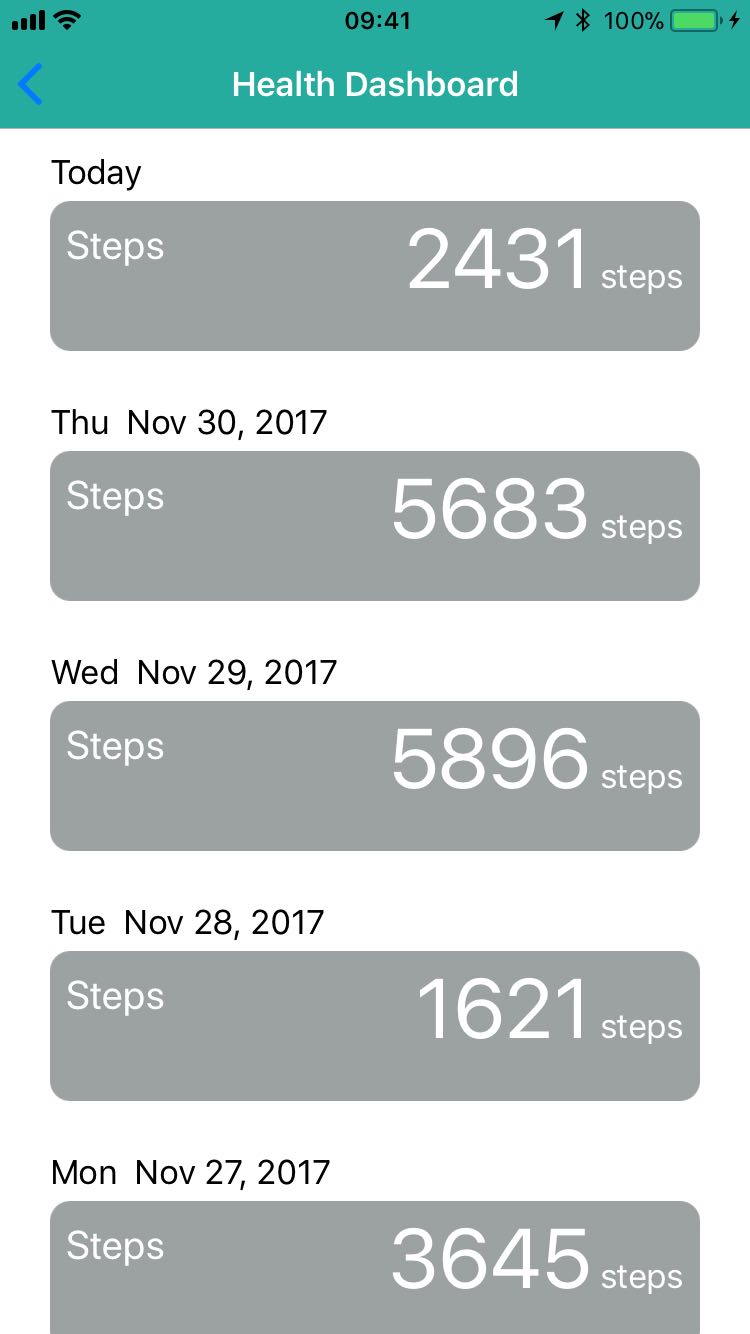 09:41 100%
Health Dashboard
Today
Steps 2431 steps
Thu Nov 30, 2017
Steps 5683 steps
Wed Nov 29, 2017
Steps 5896 steps
Tue Nov 28, 2017
Steps 1621 steps
Mon Nov 27, 2017
Steps 3645 steps